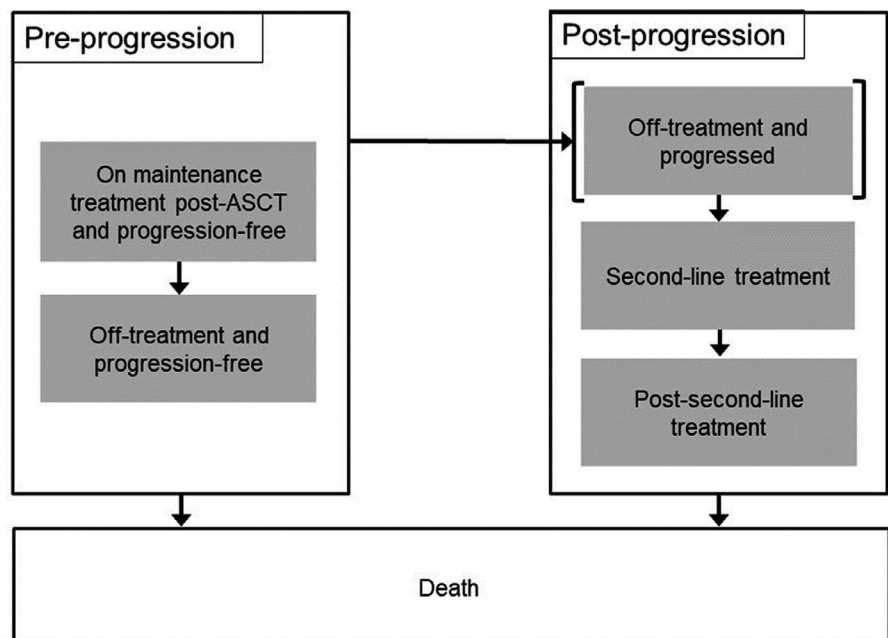 Pre-progression
On maintenance
treatment post-ASCT
and progression-free
Off-treatment and
progression-free
Post-progression
Off-treatment and
progressed
Second-line treatment
Post-second-line
treatment
Death